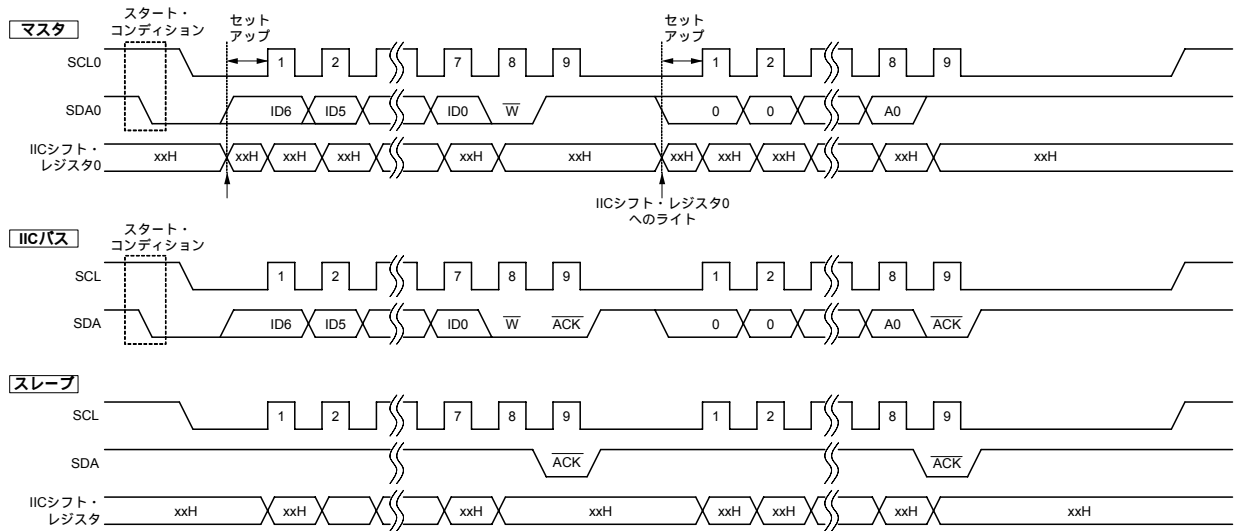 スタート・
コンディション
セット
アップ
セット
アップ
マスタ
SCL0 1 2 7 8 9 1 2 8 9
SDA0 ID6 ID5 ID0 W 0 0 A0
IICシフト・
レジスタ0
xxH xxH xxH xxH xxH xxH xxH xxH xxH xxH xxH
IICシフト・レジスタ0
へのライト
スタート・
コンディション
IICバス
SCL 1 2 7 8 9 1 2 8 9
SDA ID6 ID5 ID0 W ACK 0 0 A0 ACK
スレーブ
SCL 1 2 7 8 9 1 2 8 9
SDA ACK ACK
IICシフト・
レジスタ
xxH xxH xxH xxH xxH xxH xxH xxH